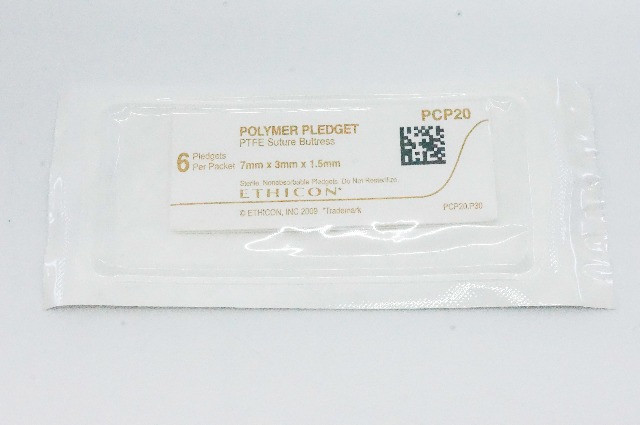 PCP20
POLYMER PLEDGET
PTFE Suture Buttress
6 Pledgets
Per Packet
7mm x 3mm x 1.5mm
Sterile, Nonabsorbable Pledgets. Do Not Resterilize.
ETHICON*
© ETHICON, INC 2009 *Trademark
PCP20.P30